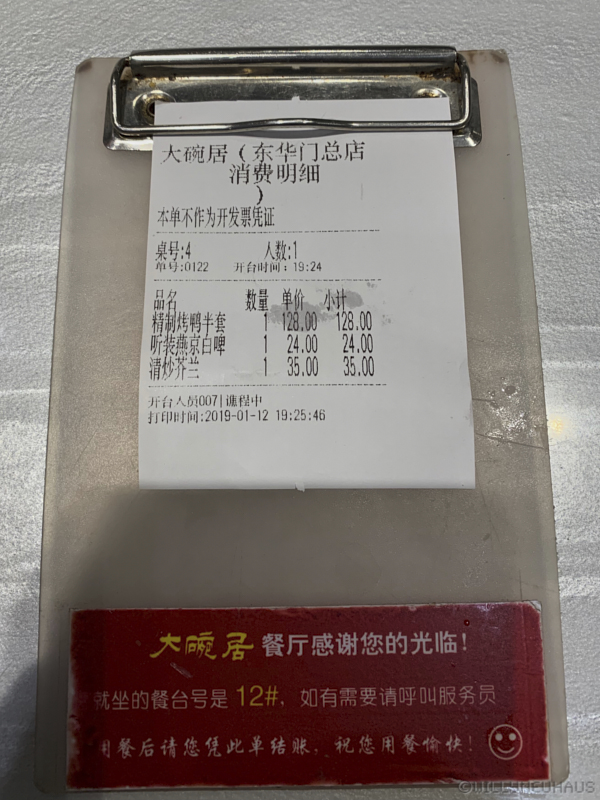 大碗居（东华门总店
消费明细
）
本单不作为开发票凭证
桌号:4 人数:1
单号:0122 开台时间：19:24
品名 数量 单价 小计
精制烤鸭半套 1 128.00 128.00
听装燕京白啤 1 24.00 24.00
清炒芥兰 1 35.00 35.00
开台人员007|谯程中
打印时间:2019-01-12 19:25:46
大碗居 餐厅感谢您的光临！
就坐的餐台号是 12#，如有需要请呼叫服务员
用餐后请您凭此单结账，祝您用餐愉快！